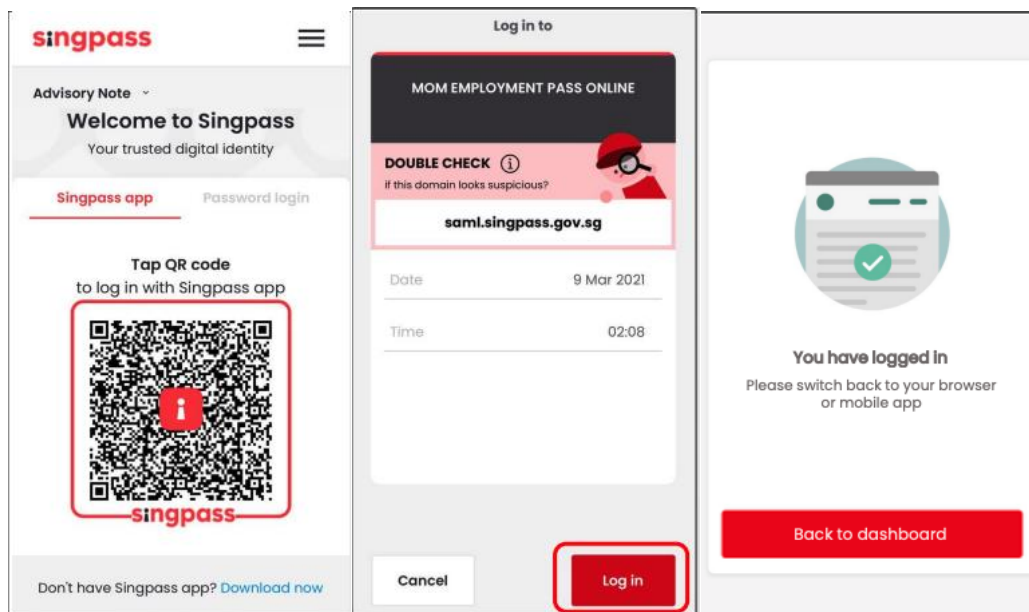 singpass
Advisory Note
Welcome to Singpass
Your trusted digital identity
Singpass app
Password login
Tap QR code
to log in with Singpass app
singpass
Don't have Singpass app? Download now
Log in to
MOM EMPLOYMENT PASS ONLINE
DOUBLE CHECK
if this domain looks suspicious?
saml.singpass.gov.sg
Date 9 Mar 2021
Time 02:08
Cancel
Log in
You have logged in
Please switch back to your browser
or mobile app
Back to dashboard